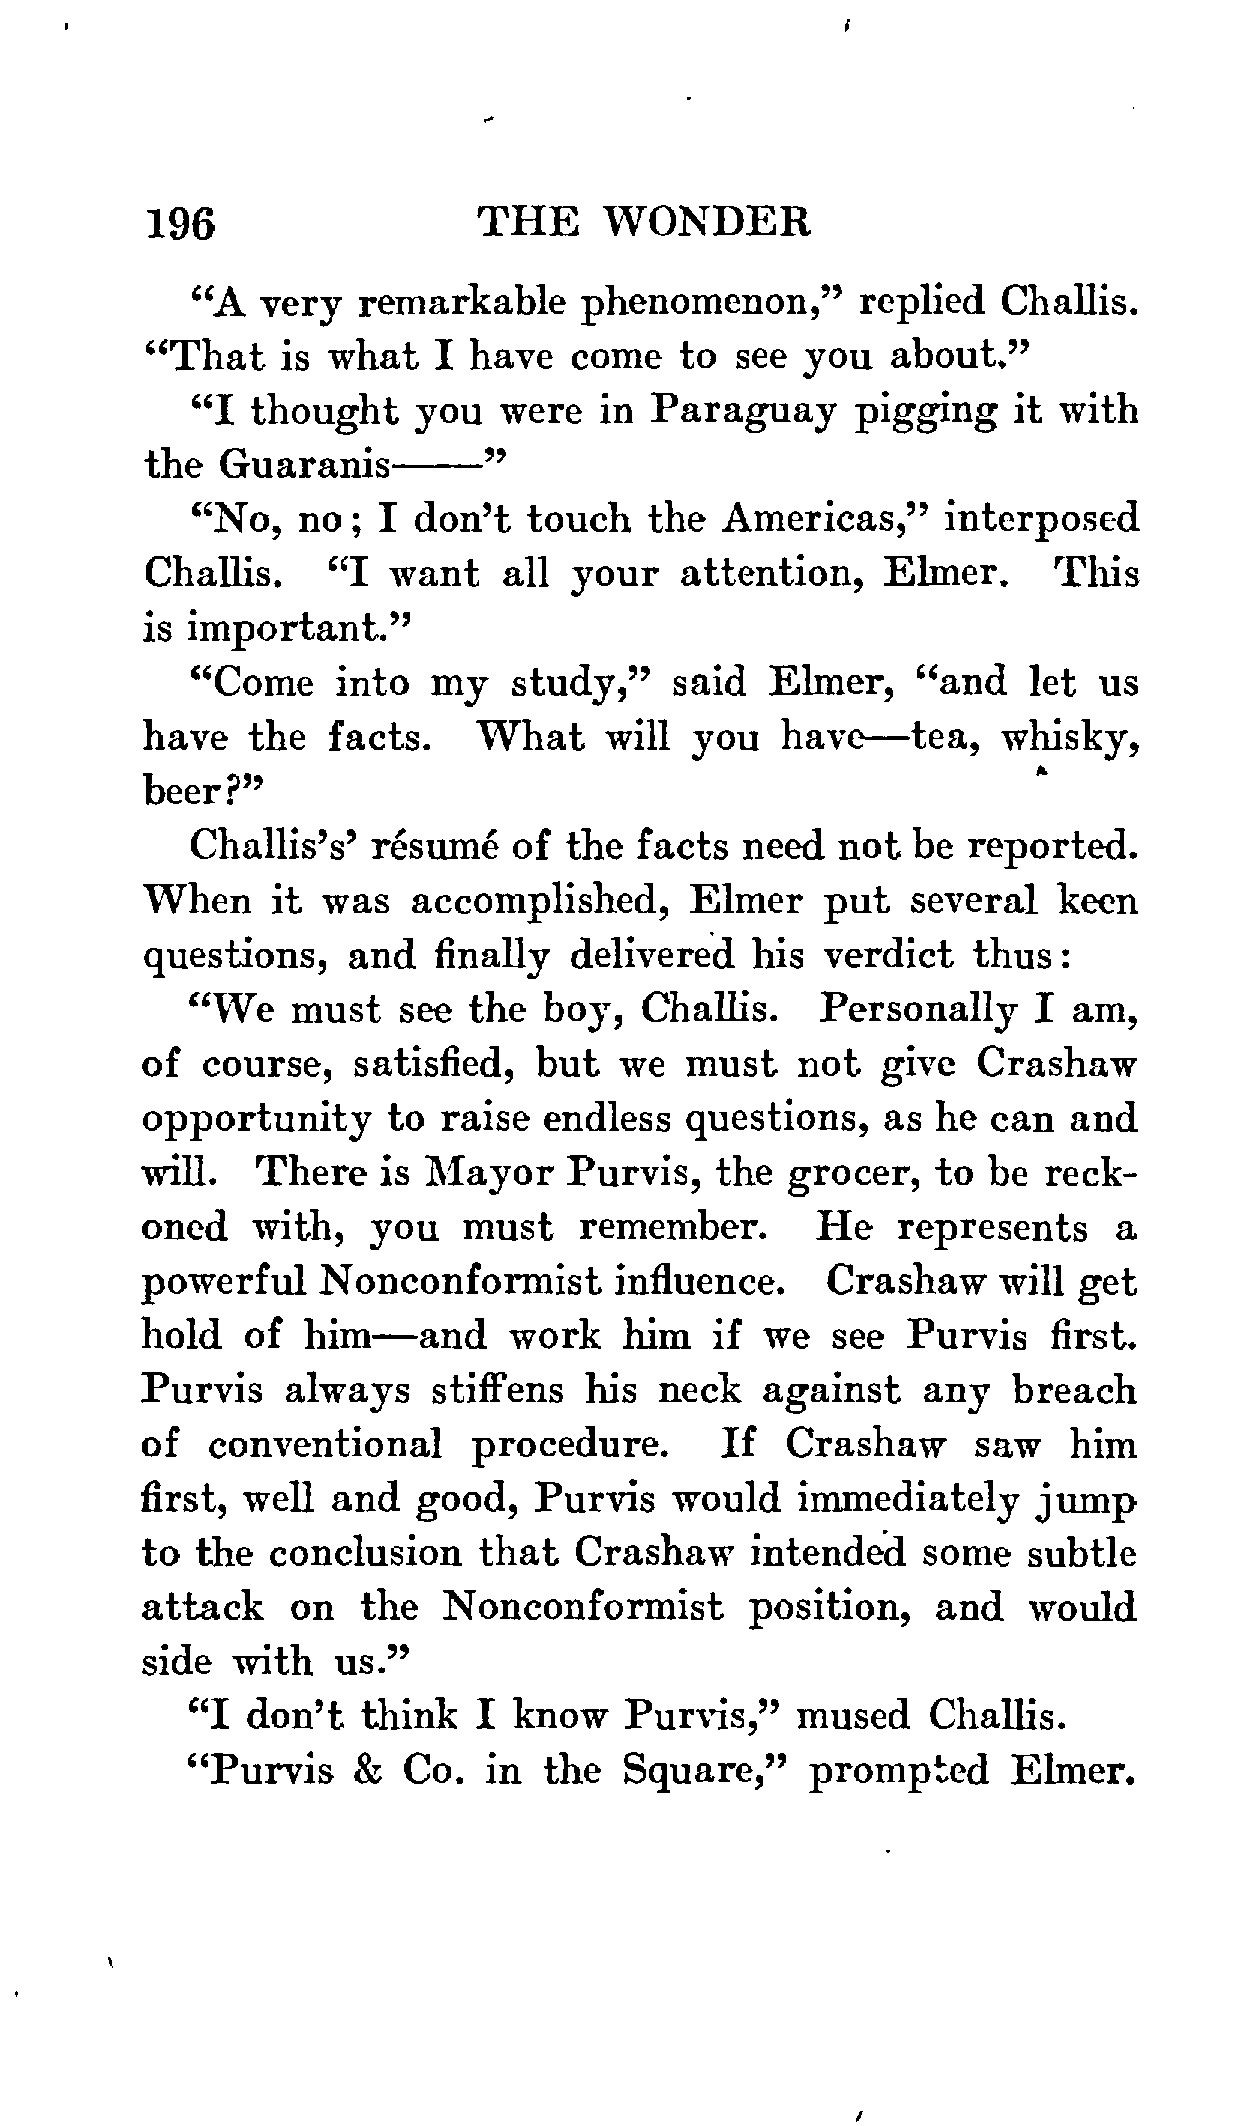 196 THE WONDER
“A very remarkable phenomenon,” replied Challis.
“That is what I have come to see you about.”
“I thought you were in Paraguay pigging it with
the Guaranis——”
“No, no; I don’t touch the Americas,” interposed
Challis. “I want all your attention, Elmer. This
is important.”
“Come into my study,” said Elmer, “and let us
have the facts. What will you have—tea, whisky,
beer?”
Challis’s’ résumé of the facts need not be reported.
When it was accomplished, Elmer put several keen
questions, and finally delivered his verdict thus:
“We must see the boy, Challis. Personally I am,
of course, satisfied, but we must not give Crashaw
opportunity to raise endless questions, as he can and
will. There is Mayor Purvis, the grocer, to be reck-
oned with, you must remember. He represents a
powerful Nonconformist influence. Crashaw will get
hold of him—and work him if we see Purvis first.
Purvis always stiffens his neck against any breach
of conventional procedure. If Crashaw saw him
first, well and good, Purvis would immediately jump
to the conclusion that Crashaw intended some subtle
attack on the Nonconformist position, and would
side with us.”
“I don’t think I know Purvis,” mused Challis.
“Purvis & Co. in the Square,” prompted Elmer.